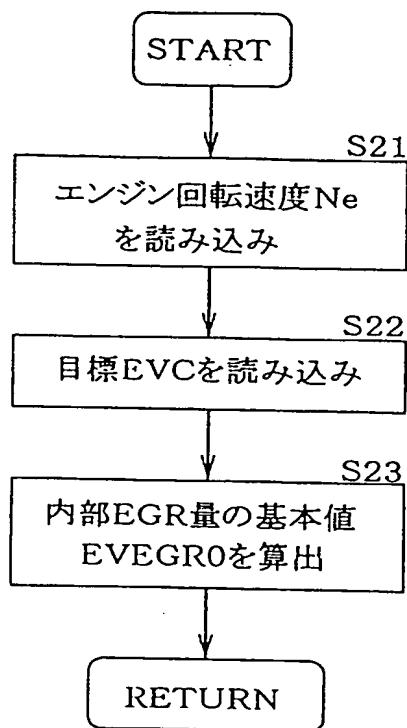 START
S21
エンジン回転速度Ne
を読み込み
S22
目標EVCを読み込み
S23
内部EGR量の基本値
EVEGR0を算出
RETURN